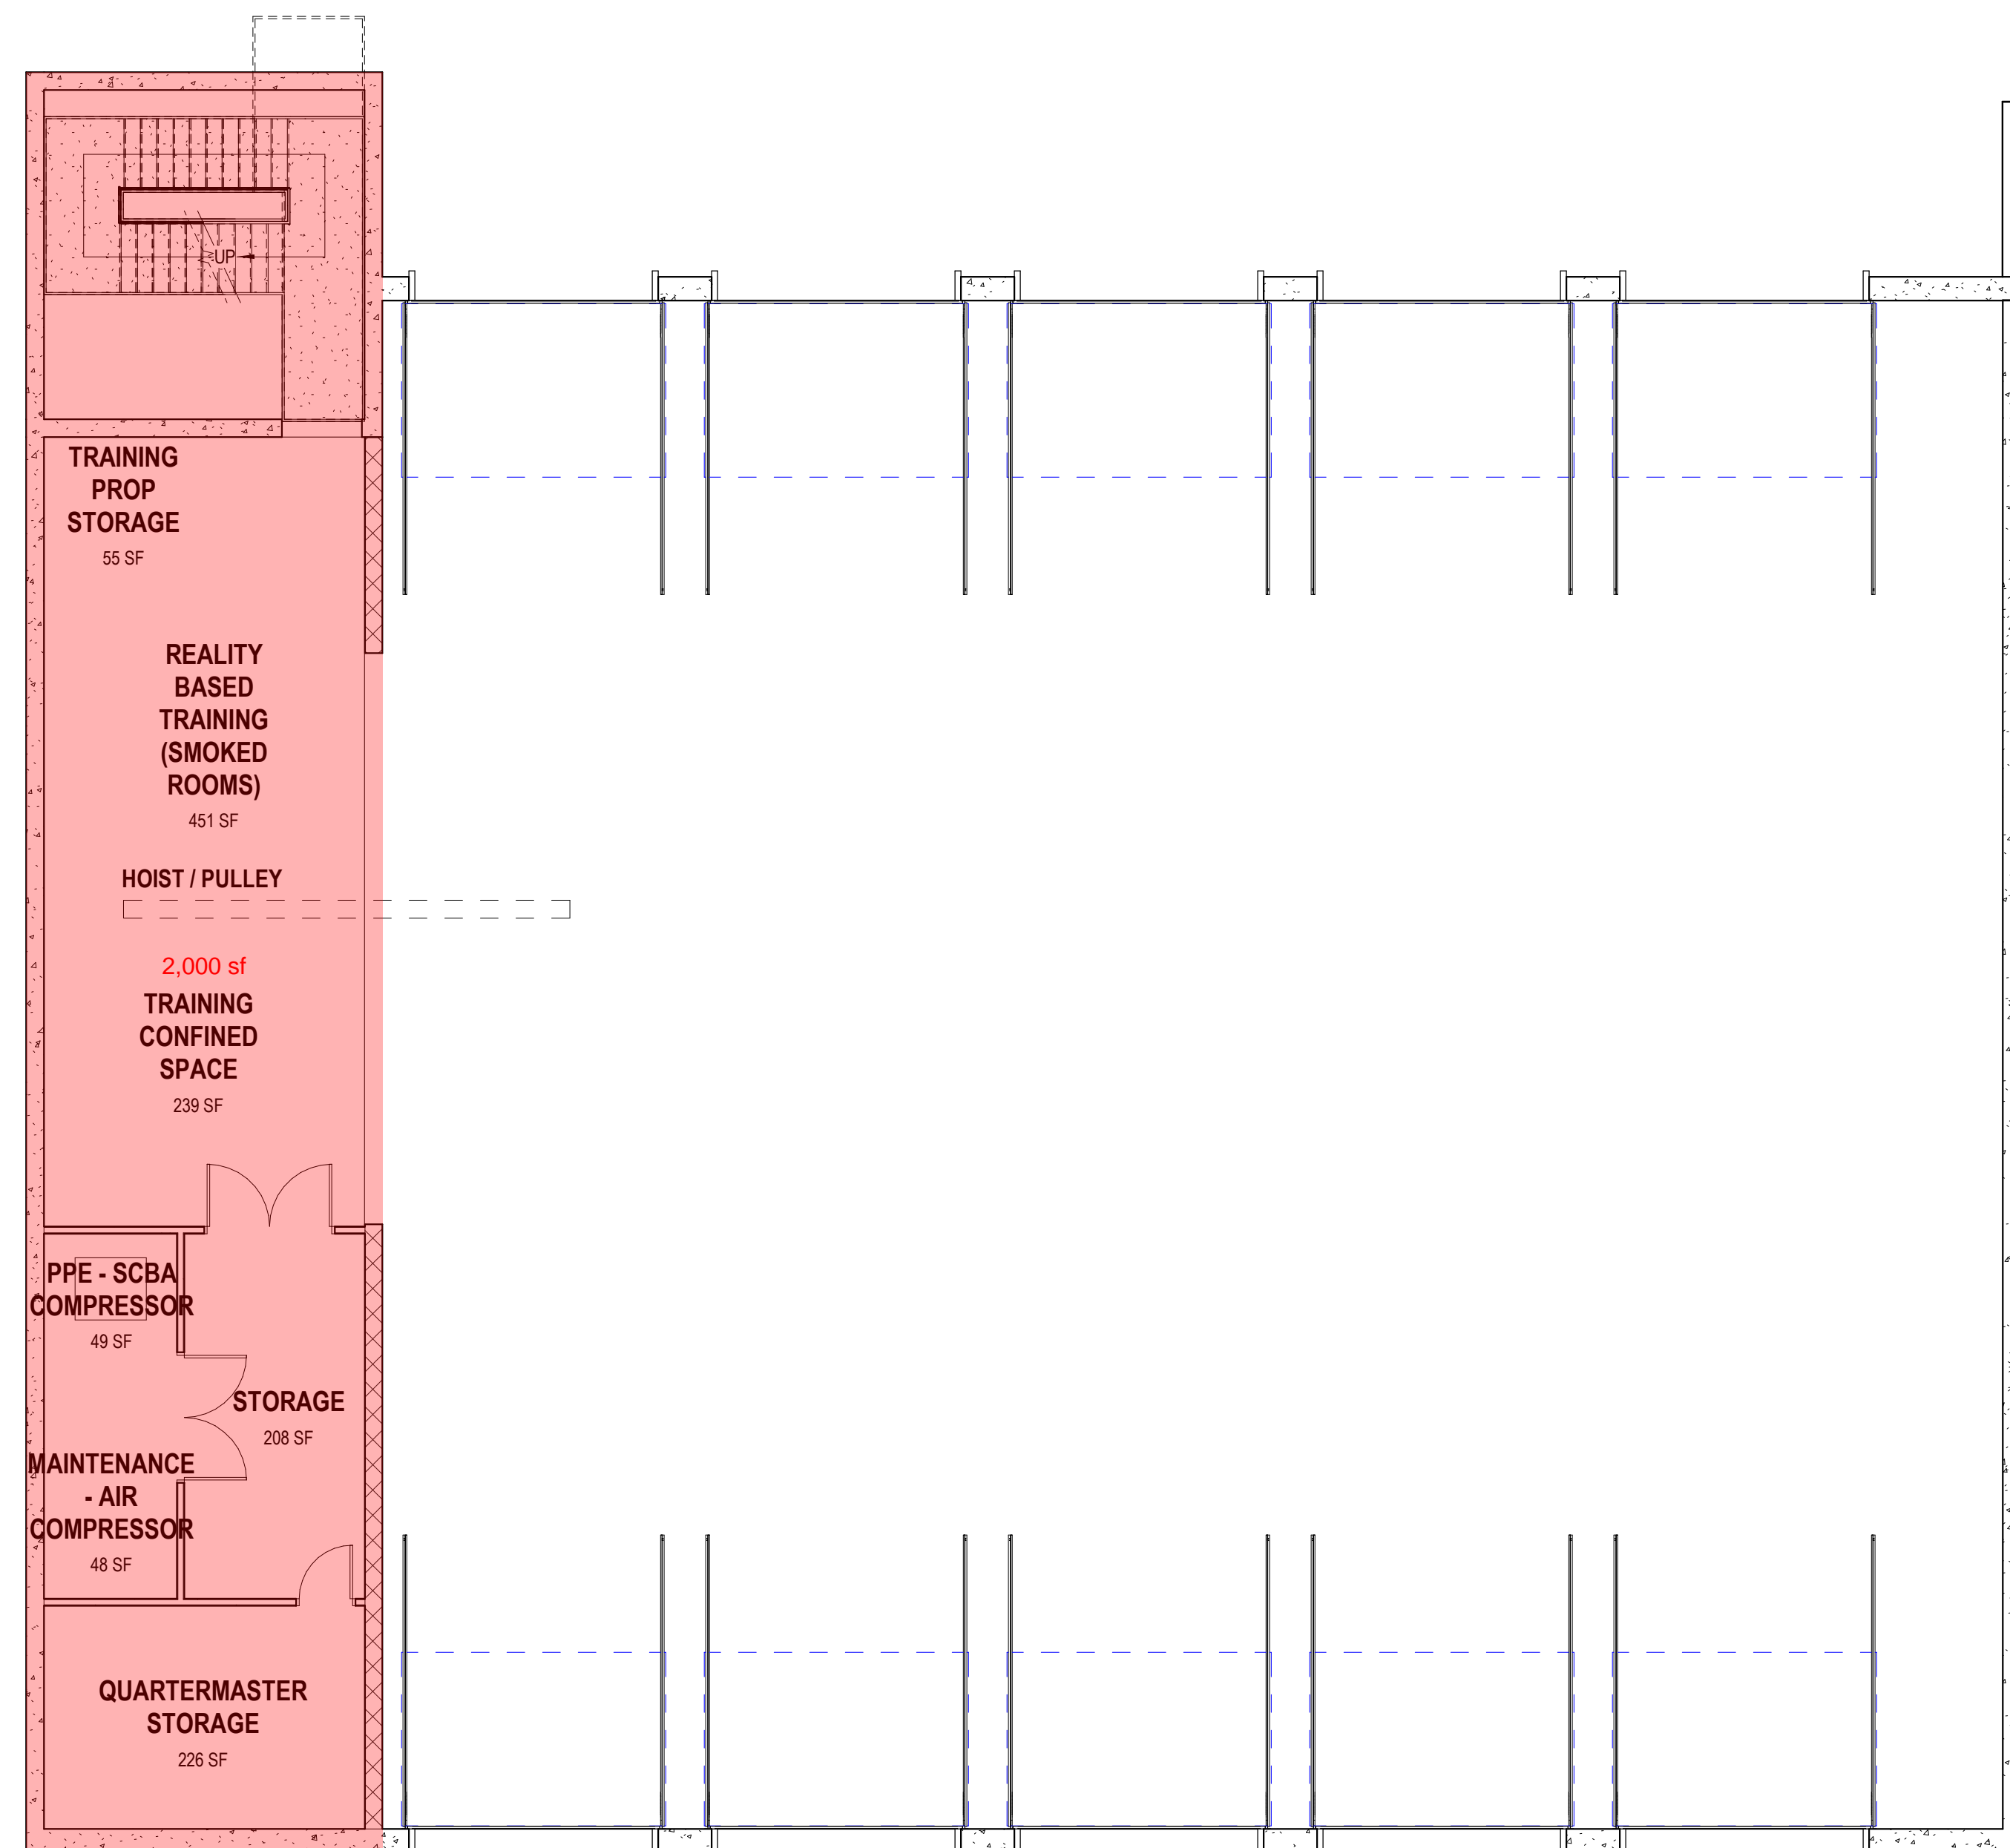 UP
TRAINING
PROP
STORAGE
55 SF
REALITY
BASED
TRAINING
(SMOKED
ROOMS)
451 SF
HOIST / PULLEY
2,000 sf
TRAINING
CONFINED
SPACE
239 SF
PPE - SCBA
COMPRESSOR
49 SF
STORAGE
208 SF
MAINTENANCE
- AIR
COMPRESSOR
48 SF
QUARTERMASTER
STORAGE
226 SF